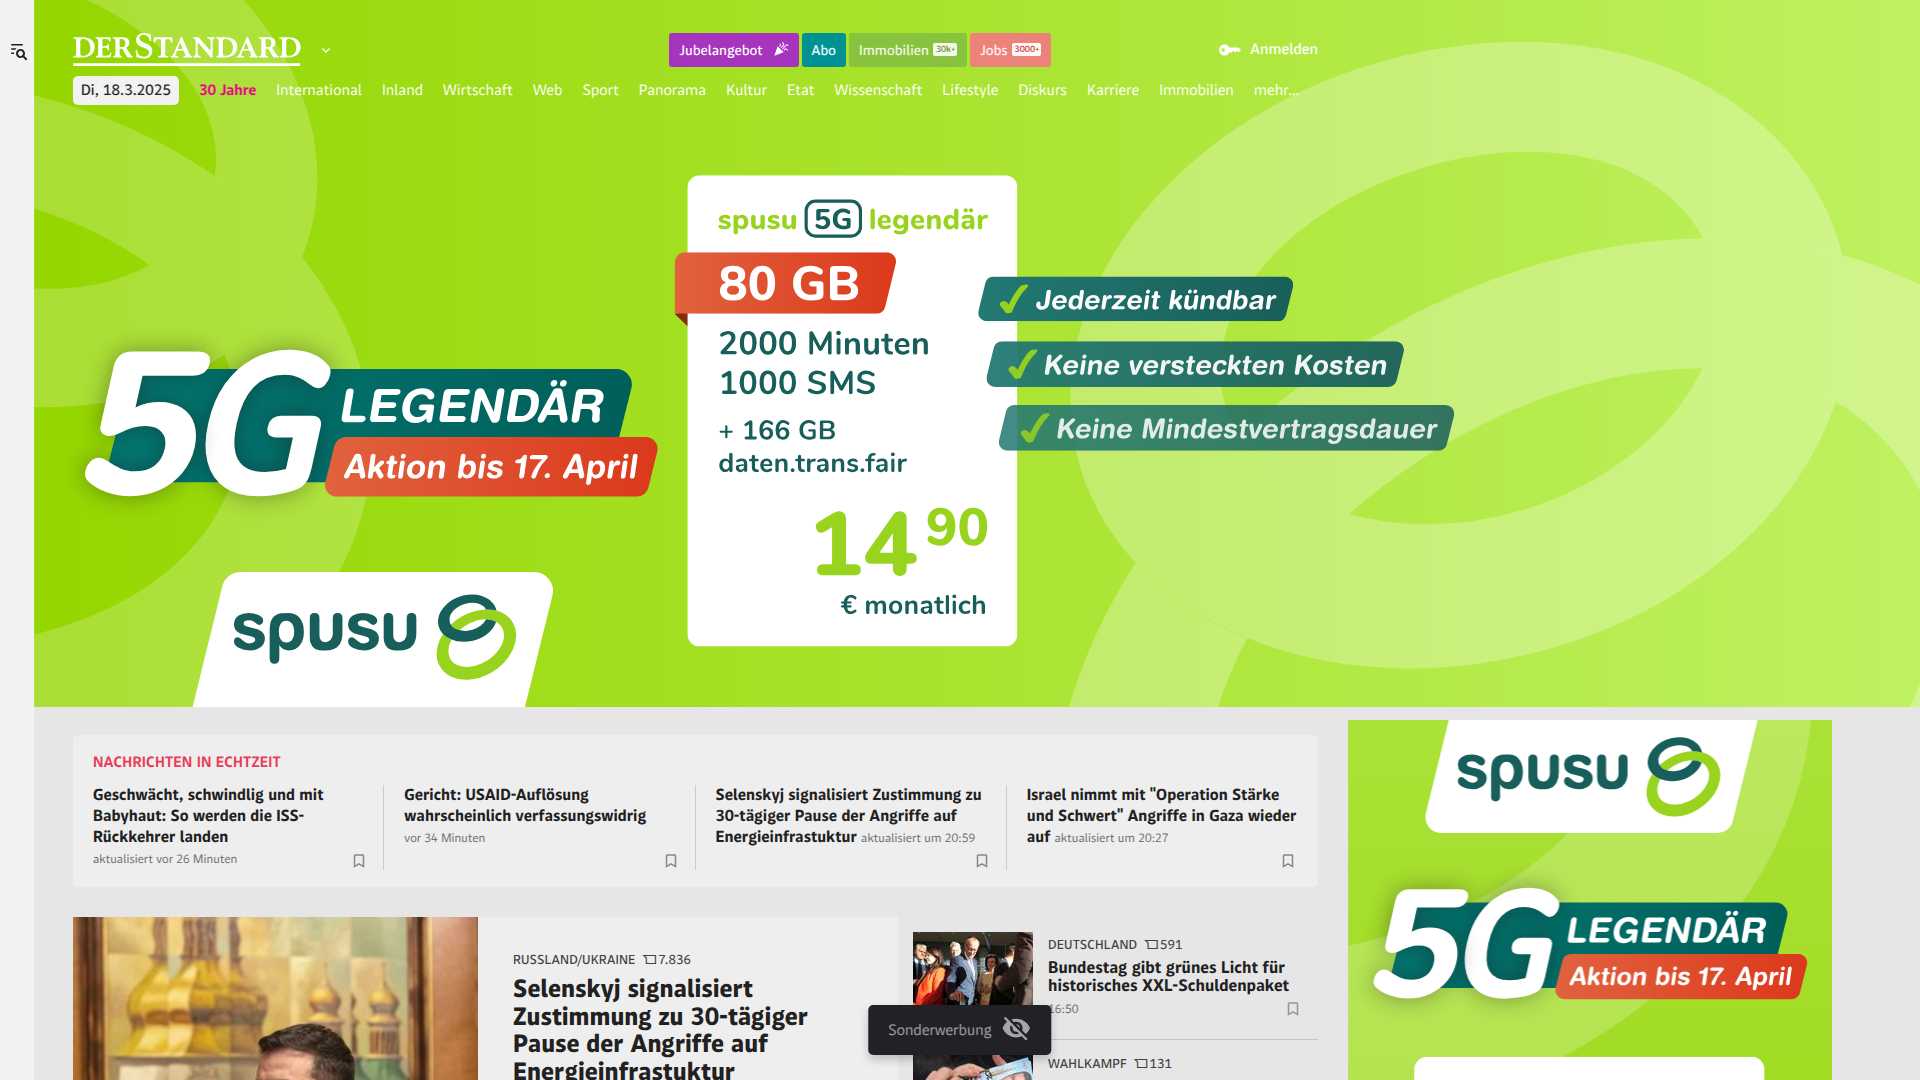 DERSTANDARD
Jubelangebot
Abo
Immobilien 30k+
Jobs 3000+
Anmelden
Di, 18.3.2025 30 Jahre International Inland Wirtschaft Web Sport Panorama Kultur Etat Wissenschaft Lifestyle Diskurs Karriere Immobilien mehr...
5G LEGENDÄR
Aktion bis 17. April
spusu
spusu 5G legendär
80 GB
2000 Minuten
1000 SMS
+ 166 GB
daten.trans.fair
14 90
€ monatlich
Jederzeit kündbar
Keine versteckten Kosten
Keine Mindestvertragsdauer
NACHRICHTEN IN ECHTZEIT
Geschwächt, schwindlig und mit
Babyhaut: So werden die ISS-
Rückkehrer landen
aktualisiert vor 26 Minuten
Gericht: USAID-Auflösung
wahrscheinlich verfassungswidrig
vor 34 Minuten
Selenskyj signalisiert Zustimmung zu
30-tägiger Pause der Angriffe auf
Energieinfrastuktur aktualisiert um 20:59
Israel nimmt mit "Operation Stärke
und Schwert" Angriffe in Gaza wieder
auf aktualisiert um 20:27
RUSSLAND/UKRAINE 7.836
Selenskyj signalisiert
Zustimmung zu 30-tägiger
Pause der Angriffe auf
Energieinfrastuktur
DEUTSCHLAND 591
Bundestag gibt grünes Licht für
historisches XXL-Schuldenpaket
16:50
WAHLKAMPF 131
Sonderwerbung
spusu
5G LEGENDÄR
Aktion bis 17. April